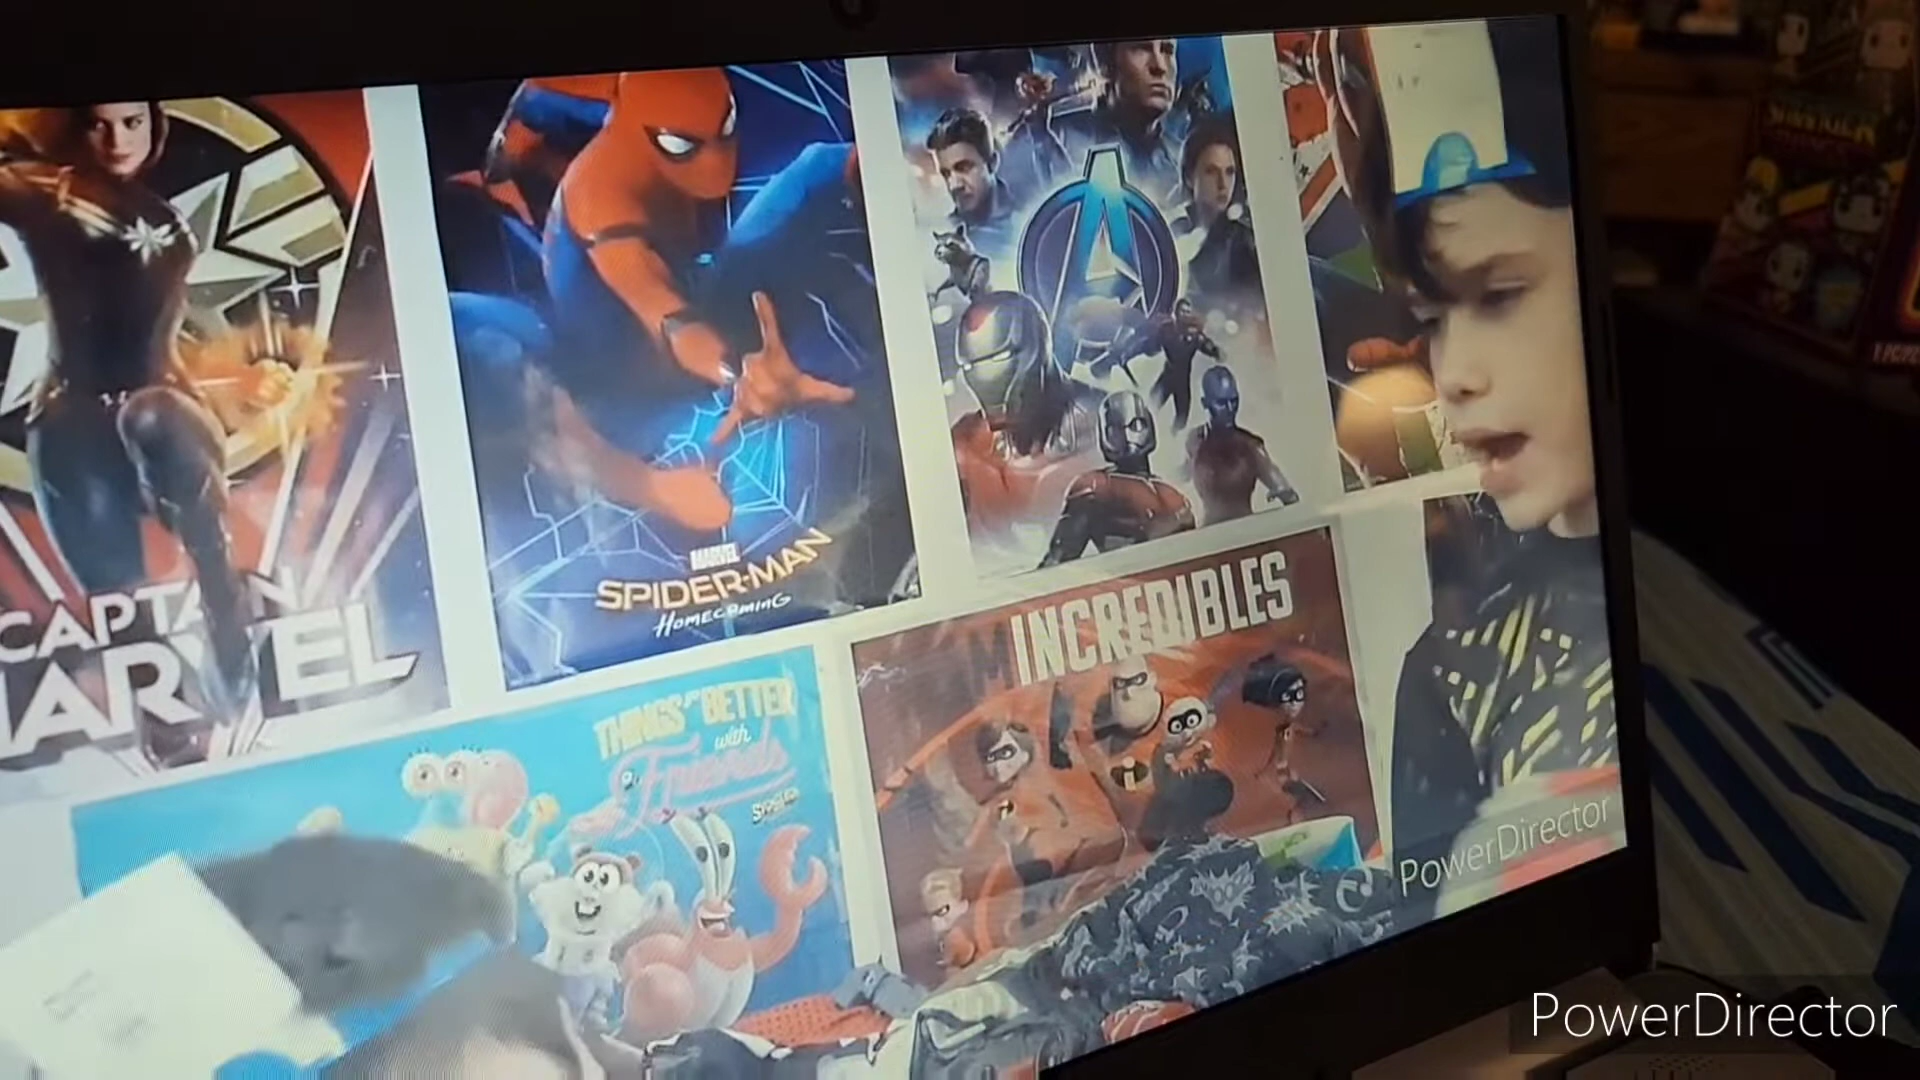 CAPTAIN
MARVEL
MARVEL
SPIDER-MAN
HOMECOMING
A
INCREDIBLES
THINGS BETTER
with
Friends
PowerDirector
PowerDirector